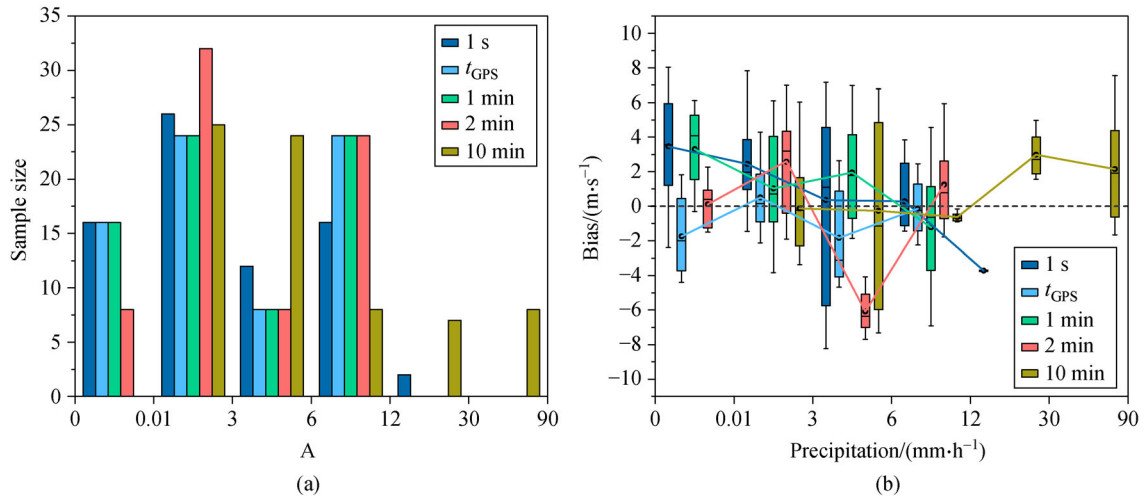 35
30
25
20
15
10
5
0
Sample size
1 s
t_GPS
1 min
2 min
10 min
0 0.01 3 6 12 30 90
A
(a)
10
8
6
4
2
0
−2
−4
−6
−8
−10
Bias/(m·s⁻¹)
1 s
t_GPS
1 min
2 min
10 min
0 0.01 3 6 12 30 90
Precipitation/(mm·h⁻¹)
(b)